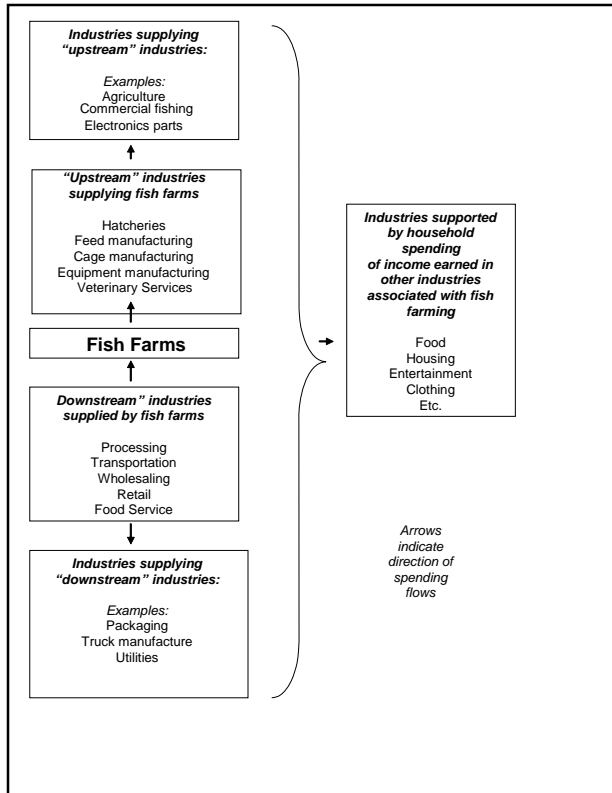 Industries supplying
“upstream” industries:
Examples:
Agriculture
Commercial fishing
Electronics parts
“Upstream” industries
supplying fish farms
Hatcheries
Feed manufacturing
Cage manufacturing
Equipment manufacturing
Veterinary Services
Fish Farms
Downstream” industries
supplied by fish farms
Processing
Transportation
Wholesaling
Retail
Food Service
Industries supplying
“downstream” industries:
Examples:
Packaging
Truck manufacture
Utilities
Industries supported
by household
spending
of income earned in
other industries
associated with fish
farming
Food
Housing
Entertainment
Clothing
Etc.
Arrows
indicate
direction of
spending
flows